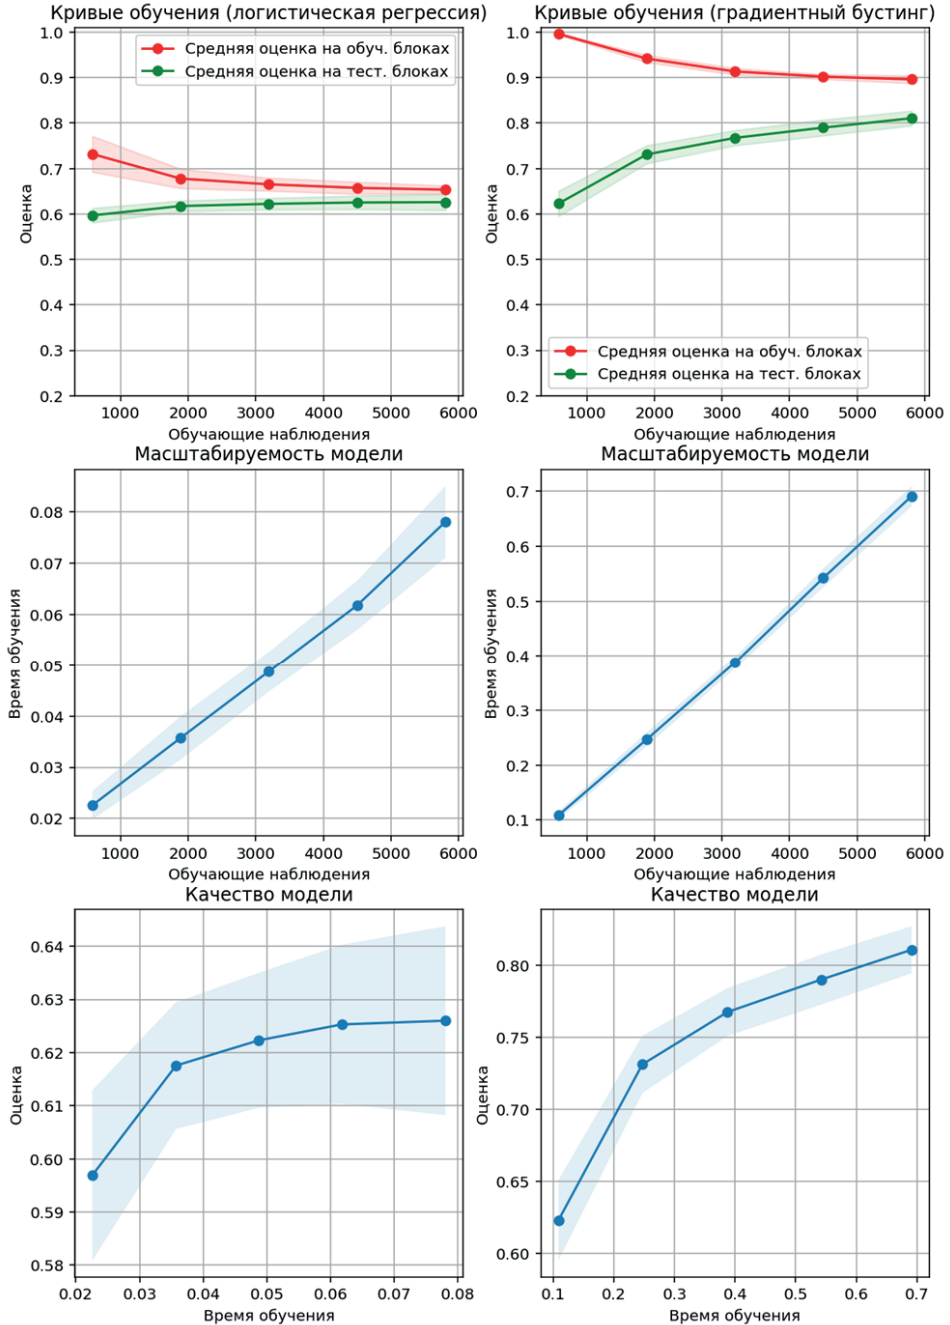 Кривые обучения (логистическая регрессия)
1.0
0.9
0.8
0.7
0.6
0.5
0.4
0.3
0.2
Оценка
Средняя оценка на обуч. блоках
Средняя оценка на тест. блоках
1000 2000 3000 4000 5000 6000
Обучающие наблюдения
Кривые обучения (градиентный бустинг)
1.0
0.9
0.8
0.7
0.6
0.5
0.4
0.3
0.2
Оценка
Средняя оценка на обуч. блоках
Средняя оценка на тест. блоках
1000 2000 3000 4000 5000 6000
Обучающие наблюдения
Масштабируемость модели
0.08
0.07
0.06
0.05
0.04
0.03
0.02
Время обучения
1000 2000 3000 4000 5000 6000
Обучающие наблюдения
Масштабируемость модели
0.7
0.6
0.5
0.4
0.3
0.2
0.1
Время обучения
1000 2000 3000 4000 5000 6000
Обучающие наблюдения
Качество модели
0.64
0.63
0.62
0.61
0.60
0.59
0.58
Оценка
0.02 0.03 0.04 0.05 0.06 0.07 0.08
Время обучения
Качество модели
0.80
0.75
0.70
0.65
0.60
Оценка
0.1 0.2 0.3 0.4 0.5 0.6 0.7
Время обучения